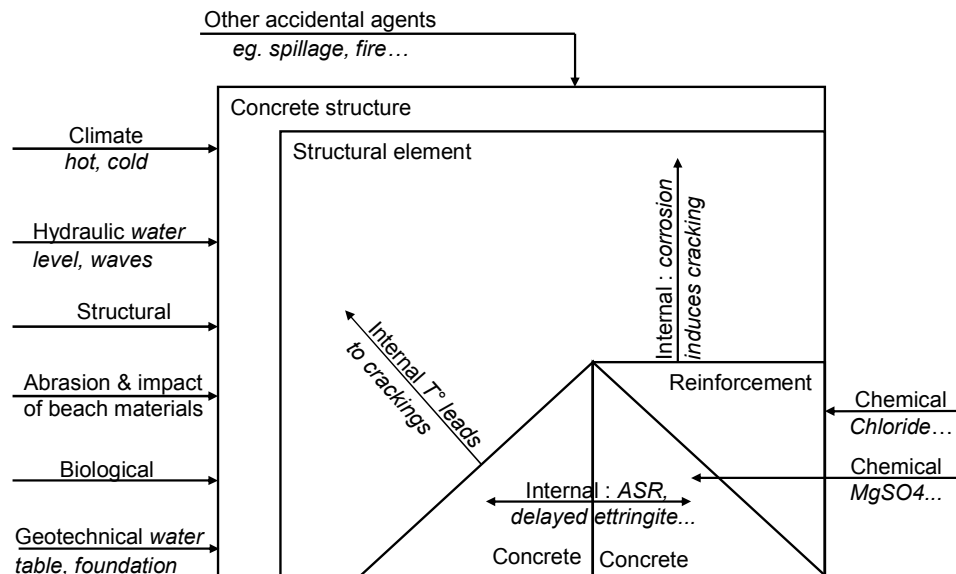 Other accidental agents
eg. spillage, fire…
Concrete structure
Climate
hot, cold
Structural element
Hydraulic water
level, waves
Internal : corrosion
induces cracking
Structural
Internal T° leads
to crackings
Abrasion & impact
of beach materials
Reinforcement
Chemical
Chloride…
Biological
Chemical
MgSO4...
Internal : ASR,
delayed ettringite...
Geotechnical water
table, foundation
Concrete
Concrete